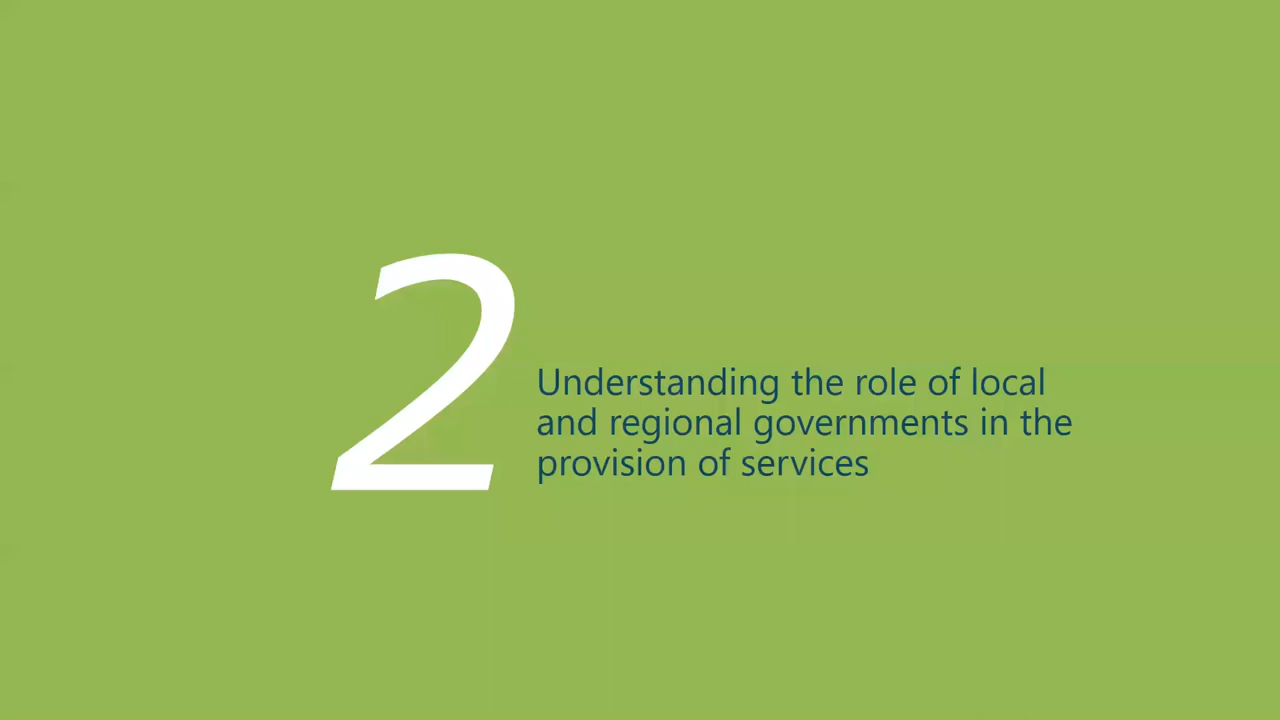 2
Understanding the role of local
and regional governments in the
provision of services